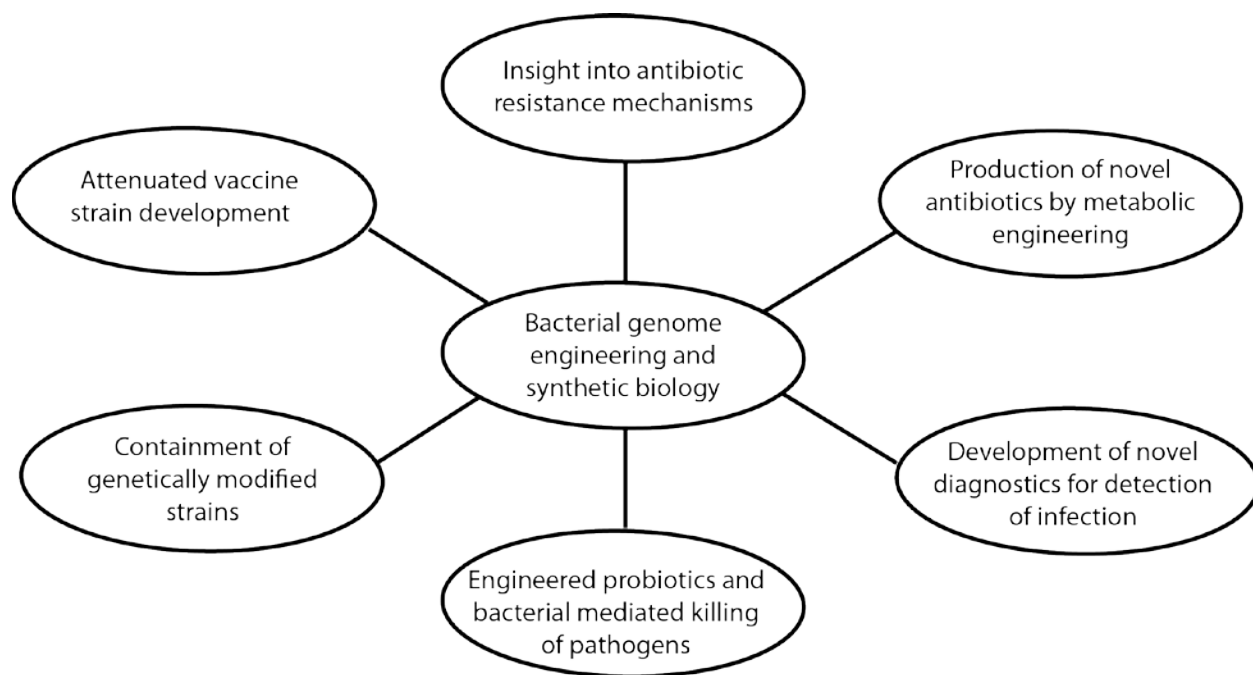 Insight into antibiotic
resistance mechanisms
Attenuated vaccine
strain development
Production of novel
antibiotics by metabolic
engineering
Bacterial genome
engineering and
synthetic biology
Containment of
genetically modified
strains
Development of novel
diagnostics for detection
of infection
Engineered probiotics and
bacterial mediated killing
of pathogens